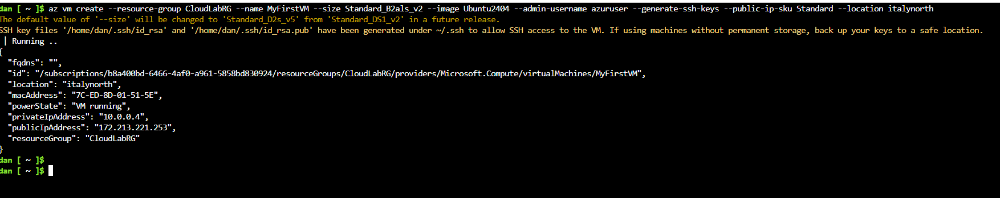 dan [ ~ ]$ az vm create --resource-group CloudLabRG --name MyFirstVM --size Standard_B2als_v2 --image Ubuntu2404 --admin-username azuruser --generate-ssh-keys --public-ip-sku Standard --location italynorth
The default value of '--size' will be changed to 'Standard_D2s_v5' from 'Standard_DS1_v2' in a future release.
SSH key files '/home/dan/.ssh/id_rsa' and '/home/dan/.ssh/id_rsa.pub' have been generated under ~/.ssh to allow SSH access to the VM. If using machines without permanent storage, back up your keys to a safe location.
| Running ..
{
  "fqdns": "",
  "id": "/subscriptions/b8a400bd-6466-4af0-a961-5858bd830924/resourceGroups/CloudLabRG/providers/Microsoft.Compute/virtualMachines/MyFirstVM",
  "location": "italynorth",
  "macAddress": "7C-ED-8D-01-51-5E",
  "powerState": "VM running",
  "privateIpAddress": "10.0.0.4",
  "publicIpAddress": "172.213.221.253",
  "resourceGroup": "CloudLabRG"
}
dan [ ~ ]$
dan [ ~ ]$